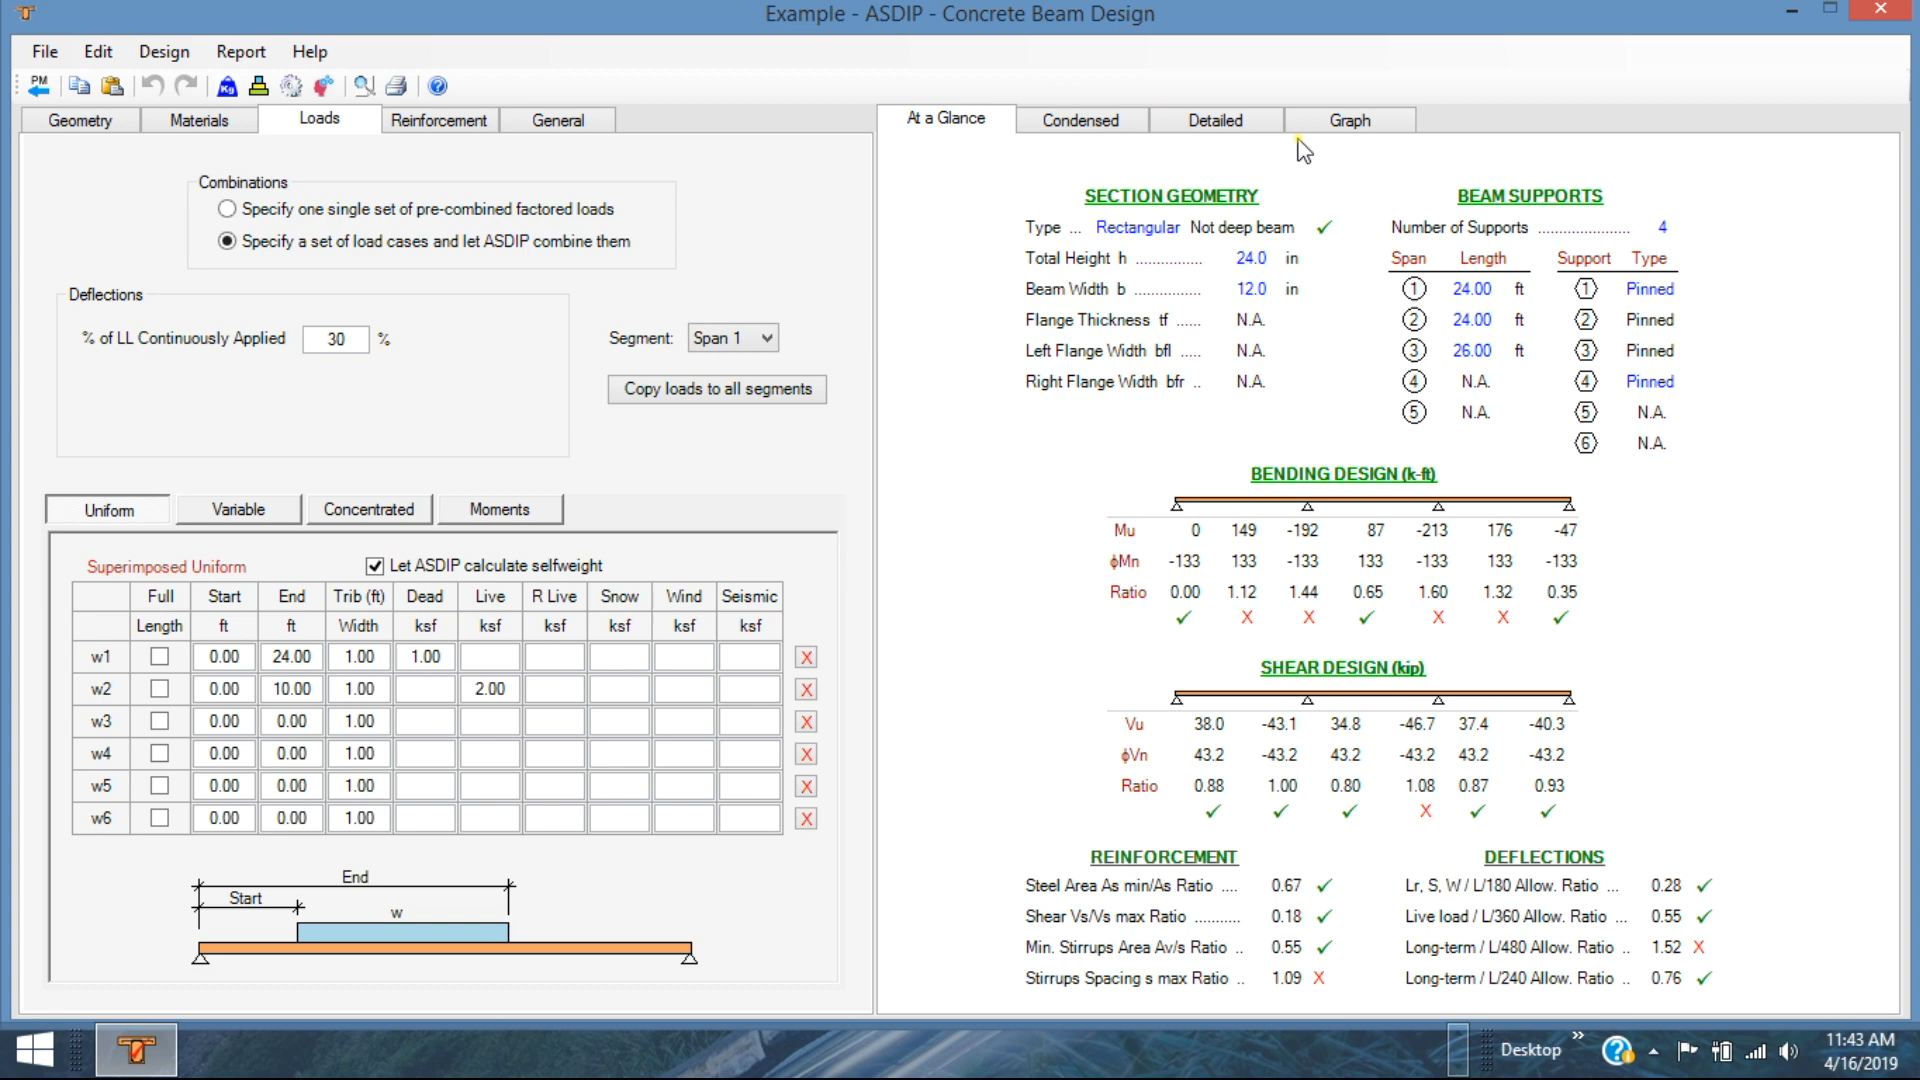 Example - ASDIP - Concrete Beam Design
File Edit Design Report Help
PM Kg
Geometry Materials Loads Reinforcement General
Combinations
Specify one single set of pre-combined factored loads
Specify a set of load cases and let ASDIP combine them
Deflections
% of LL Continuously Applied 30 %
Segment: Span 1
Copy loads to all segments
Uniform Variable Concentrated Moments
Superimposed Uniform Let ASDIP calculate selfweight
Full Start End Trib (ft) Dead Live R Live Snow Wind Seismic
Length ft ft Width ksf ksf ksf ksf ksf ksf
w1 0.00 24.00 1.00 1.00 X
w2 0.00 10.00 1.00 2.00 X
w3 0.00 0.00 1.00 X
w4 0.00 0.00 1.00 X
w5 0.00 0.00 1.00 X
w6 0.00 0.00 1.00 X
End
Start
w
At a Glance Condensed Detailed Graph
SECTION GEOMETRY
Type ... Rectangular Not deep beam ✓
Total Height h ................ 24.0 in
Beam Width b ................ 12.0 in
Flange Thickness tf ...... N.A.
Left Flange Width bfl ..... N.A.
Right Flange Width bfr .. N.A.
BEAM SUPPORTS
Number of Supports ...................... 4
Span Length Support Type
1 24.00 ft 1 Pinned
2 24.00 ft 2 Pinned
3 26.00 ft 3 Pinned
4 N.A. 4 Pinned
5 N.A. 5 N.A.
6 N.A.
BENDING DESIGN (k-ft)
Mu 0 149 -192 87 -213 176 -47
ϕMn -133 133 -133 133 -133 133 -133
Ratio 0.00 1.12 1.44 0.65 1.60 1.32 0.35
✓ X X ✓ X X ✓
SHEAR DESIGN (kip)
Vu 38.0 -43.1 34.8 -46.7 37.4 -40.3
ϕVn 43.2 -43.2 43.2 -43.2 43.2 -43.2
Ratio 0.88 1.00 0.80 1.08 0.87 0.93
✓ ✓ ✓ X ✓ ✓
REINFORCEMENT
Steel Area As min/As Ratio .... 0.67 ✓
Shear Vs/Vs max Ratio ........... 0.18 ✓
Min. Stirrups Area Av/s Ratio .. 0.55 ✓
Stirrups Spacing s max Ratio .. 1.09 X
DEFLECTIONS
Lr, S, W / L/180 Allow. Ratio ... 0.28 ✓
Live load / L/360 Allow. Ratio ... 0.55 ✓
Long-term / L/480 Allow. Ratio .. 1.52 X
Long-term / L/240 Allow. Ratio .. 0.76 ✓
Desktop
11:43 AM
4/16/2019